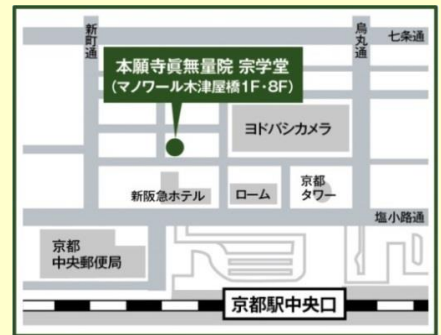 新町通
烏丸通
七条通
本願寺眞無量院 宗学堂
(マノワール木津屋橋1F・8F)
ヨドバシカメラ
新阪急ホテル
ローム
京都
タワー
塩小路通
京都
中央郵便局
京都駅中央口